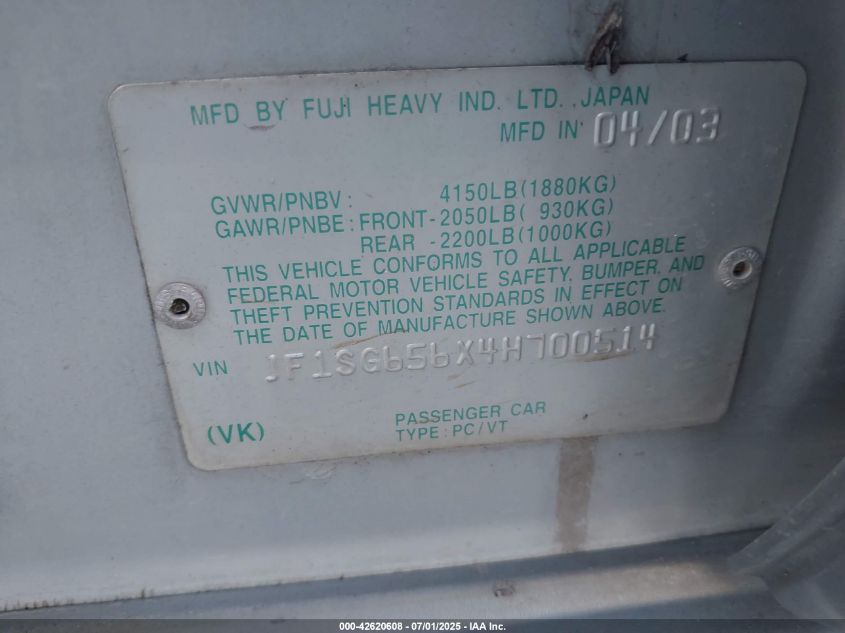 MFD BY FUJI HEAVY IND. LTD. JAPAN
MFD IN 04/03
GVWR/PNBV: 4150LB(1880KG)
GAWR/PNBE: FRONT-2050LB( 930KG)
REAR -2200LB(1000KG)
THIS VEHICLE CONFORMS TO ALL APPLICABLE
FEDERAL MOTOR VEHICLE SAFETY, BUMPER, AND
THEFT PREVENTION STANDARDS IN EFFECT ON
THE DATE OF MANUFACTURE SHOWN ABOVE.
VIN JF1SG656X4H700514
(VK) PASSENGER CAR
TYPE:PC/VT
000-42620608 - 07/01/2025 - IAA Inc.